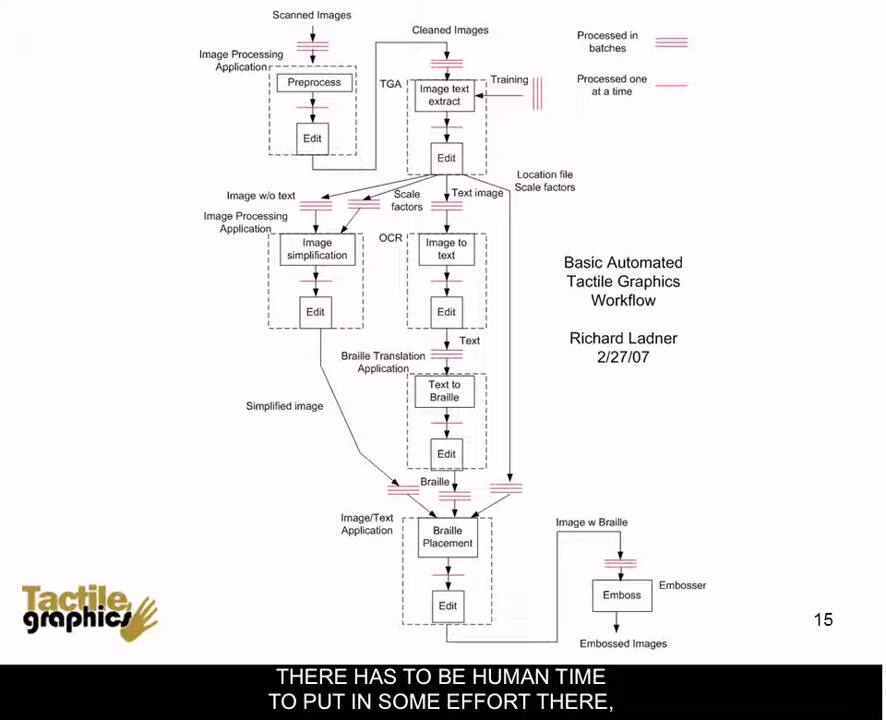 Scanned Images
Cleaned Images
Processed in
batches
Image Processing
Application
Preprocess
TGA
Image text
extract
Training
Processed one
at a time
Edit
Edit
Location file
Scale factors
Image w/o text
Scale
factors
Text image
Image Processing
Application
Image
simplification
OCR
Image to
text
Basic Automated
Tactile Graphics
Workflow
Richard Ladner
2/27/07
Edit
Edit
Text
Braille Translation
Application
Text to
Braille
Simplified image
Edit
Braille
Image/Text
Application
Braille
Placement
Image w Braille
Edit
Emboss
Embosser
Embossed Images
Tactile
graphics
15
THERE HAS TO BE HUMAN TIME
TO PUT IN SOME EFFORT THERE,